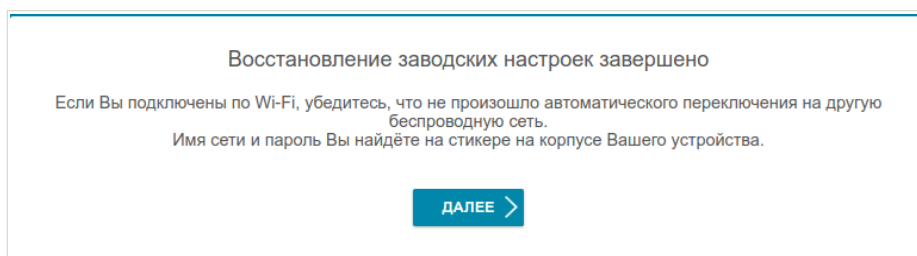 Восстановление заводских настроек завершено
Если Вы подключены по Wi-Fi, убедитесь, что не произошло автоматического переключения на другую
беспроводную сеть.
Имя сети и пароль Вы найдёте на стикере на корпусе Вашего устройства.
ДАЛЕЕ